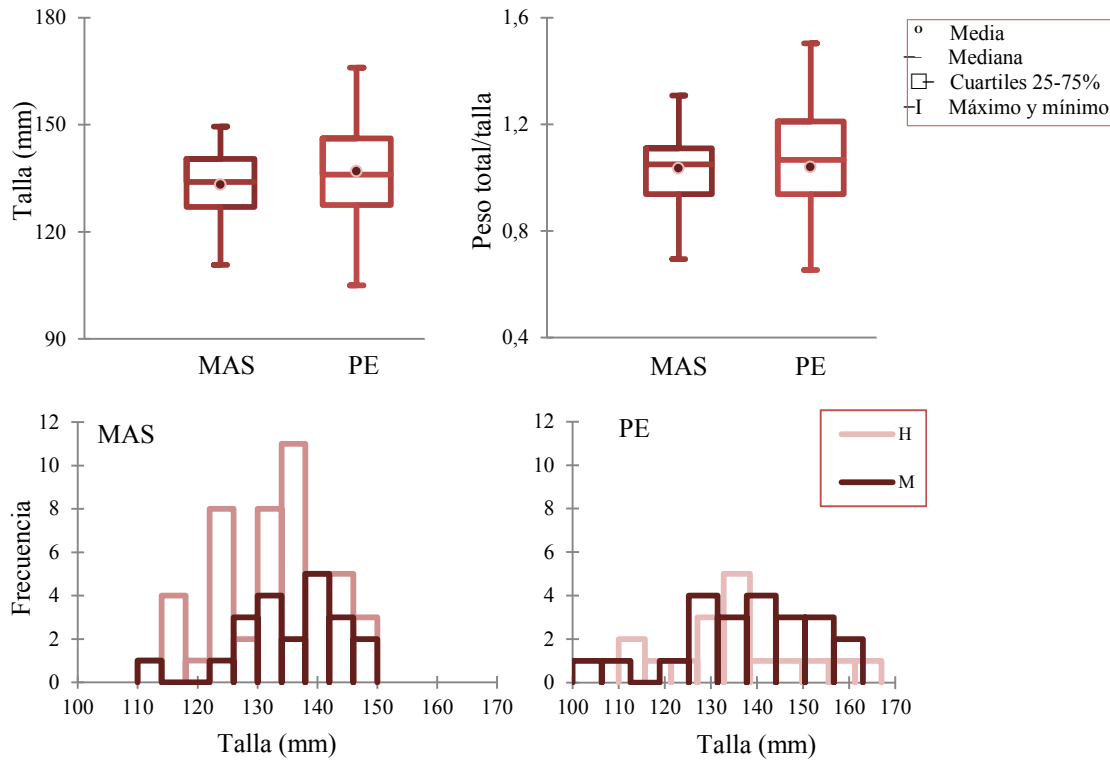 180
150
120
90
Talla (mm)
MAS PE
1,6
1,2
0,8
0,4
Peso total/talla
MAS PE
º Media
Mediana
Cuartiles 25-75%
I Máximo y mínimo
12
10
8
6
4
2
0
Frecuencia
MAS
100 110 120 130 140 150 160 170
Talla (mm)
12
10
8
6
4
2
0
PE
H
M
100 110 120 130 140 150 160 170
Talla (mm)